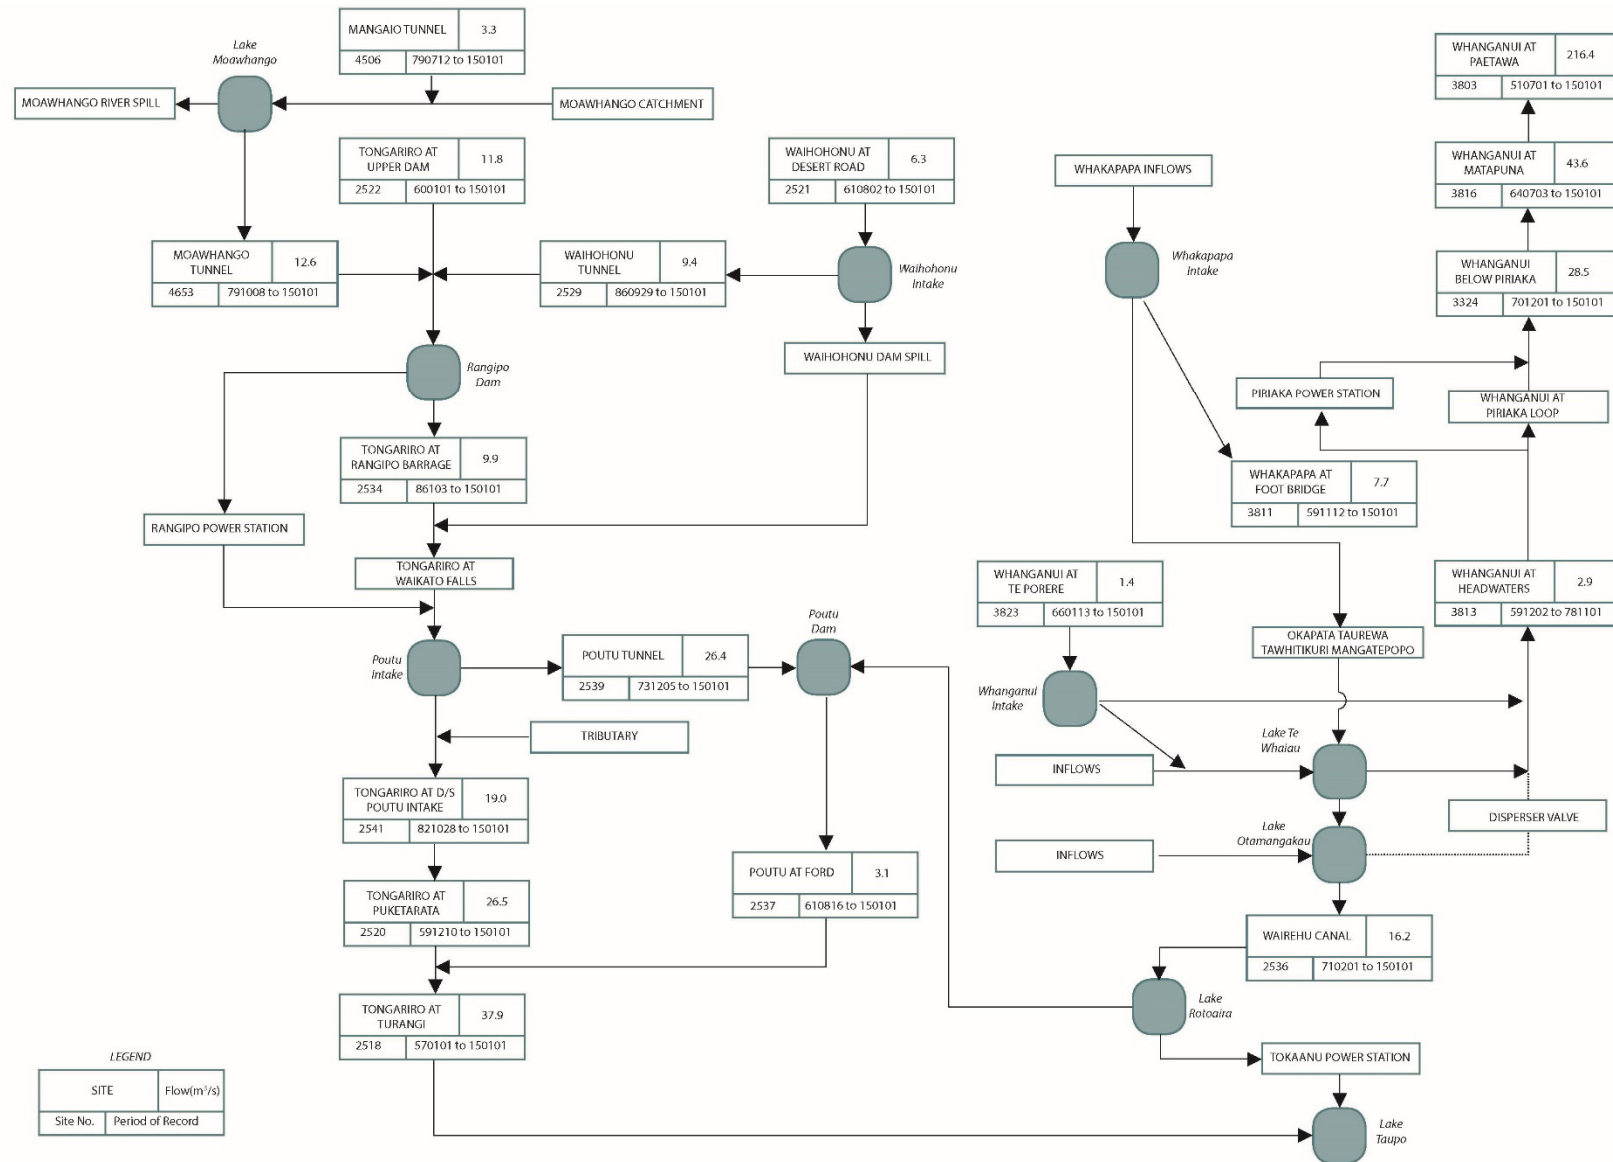 MANGAIO TUNNEL
3.3
4506
790712 to 150101
Lake
Moawhango
MOAWHANGO RIVER SPILL
MOAWHANGO CATCHMENT
TONGARIRO AT
UPPER DAM
11.8
2522
600101 to 150101
WAIHOHONU AT
DESERT ROAD
6.3
2521
610802 to 150101
MOAWHANGO
TUNNEL
12.6
4653
791008 to 150101
WAIHOHONU
TUNNEL
9.4
2529
860929 to 150101
Waihohonu
Intake
WAIHOHONU DAM SPILL
Rangipo
Dam
TONGARIRO AT
RANGIPO BARRAGE
9.9
2534
86103 to 150101
RANGIPO POWER STATION
TONGARIRO AT
WAIKATO FALLS
Poutu
Intake
POUTU TUNNEL
26.4
2539
731205 to 150101
Poutu
Dam
TRIBUTARY
TONGARIRO AT D/S
POUTU INTAKE
19.0
2541
821028 to 150101
POUTU AT FORD
3.1
2537
610816 to 150101
TONGARIRO AT
PUKETARATA
26.5
2520
591210 to 150101
TONGARIRO AT
TURANGI
37.9
2518
570101 to 150101
LEGEND
SITE
Flow(m³/s)
Site No.
Period of Record
WHANGANUI AT
PAETAWA
216.4
3803
510701 to 150101
WHANGANUI AT
MATAPUNA
43.6
3816
640703 to 150101
WHAKAPAPA INFLOWS
Whakapapa
Intake
WHANGANUI
BELOW PIRIAKA
28.5
3324
701201 to 150101
PIRIAKA POWER STATION
WHANGANUI AT
PIRIAKA LOOP
WHAKAPAPA AT
FOOT BRIDGE
7.7
3811
591112 to 150101
WHANGANUI AT
TE PORERE
1.4
3823
660113 to 150101
WHANGANUI AT
HEADWATERS
2.9
3813
591202 to 781101
OKAPATA TAUREWA
TAWHITIKURI MANGATEPOPO
Whanganui
Intake
Lake Te
Whaiau
INFLOWS
DISPERSER VALVE
Lake
Otamangakau
INFLOWS
WAIREHU CANAL
16.2
2536
710201 to 150101
Lake
Rotoaira
TOKAANU POWER STATION
Lake
Taupo